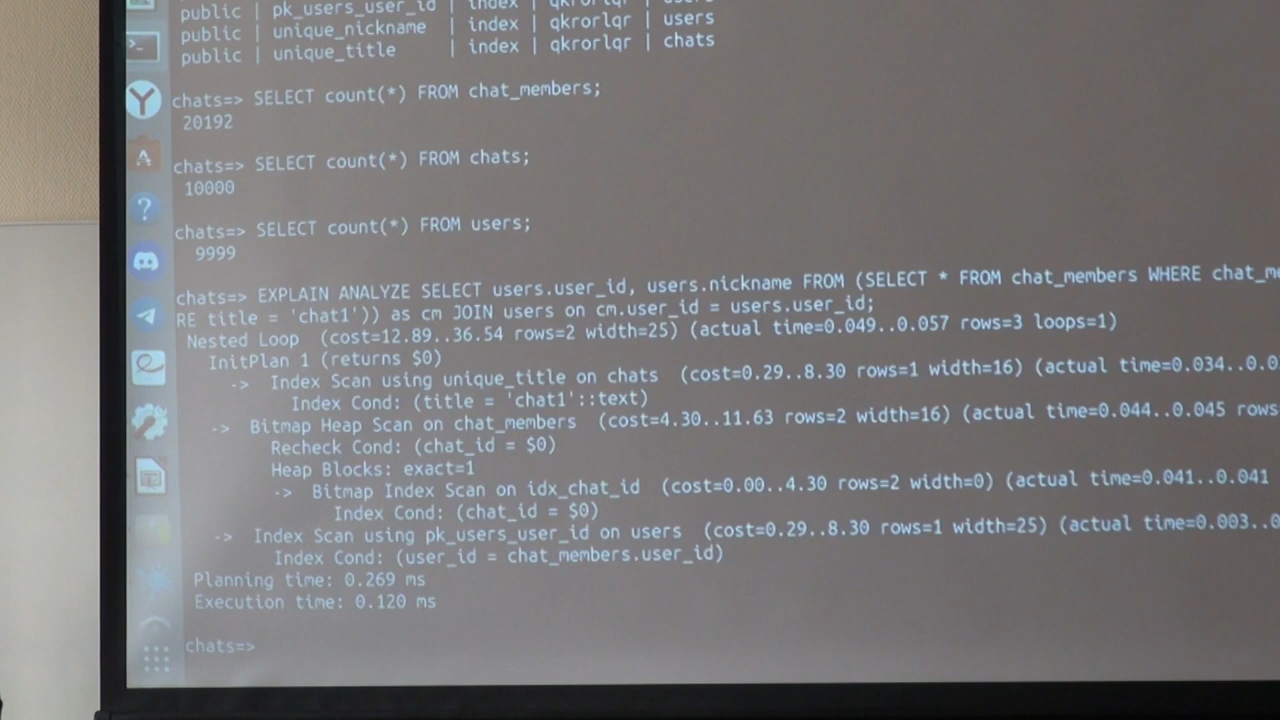 public | pk_users_user_id | index | qkrorlqr | users
public | unique_nickname | index | qkrorlqr | users
public | unique_title | index | qkrorlqr | chats
chats=> SELECT count(*) FROM chat_members;
20192
chats=> SELECT count(*) FROM chats;
10000
chats=> SELECT count(*) FROM users;
9999
chats=> EXPLAIN ANALYZE SELECT users.user_id, users.nickname FROM (SELECT * FROM chat_members WHERE chat_me
RE title = 'chat1')) as cm JOIN users on cm.user_id = users.user_id;
Nested Loop (cost=12.89..36.54 rows=2 width=25) (actual time=0.049..0.057 rows=3 loops=1)
InitPlan 1 (returns $0)
-> Index Scan using unique_title on chats (cost=0.29..8.30 rows=1 width=16) (actual time=0.034..0.0
Index Cond: (title = 'chat1'::text)
-> Bitmap Heap Scan on chat_members (cost=4.30..11.63 rows=2 width=16) (actual time=0.044..0.045 rows
Recheck Cond: (chat_id = $0)
Heap Blocks: exact=1
-> Bitmap Index Scan on idx_chat_id (cost=0.00..4.30 rows=2 width=0) (actual time=0.041..0.041
Index Cond: (chat_id = $0)
-> Index Scan using pk_users_user_id on users (cost=0.29..8.30 rows=1 width=25) (actual time=0.003..0
Index Cond: (user_id = chat_members.user_id)
Planning time: 0.269 ms
Execution time: 0.120 ms
chats=>